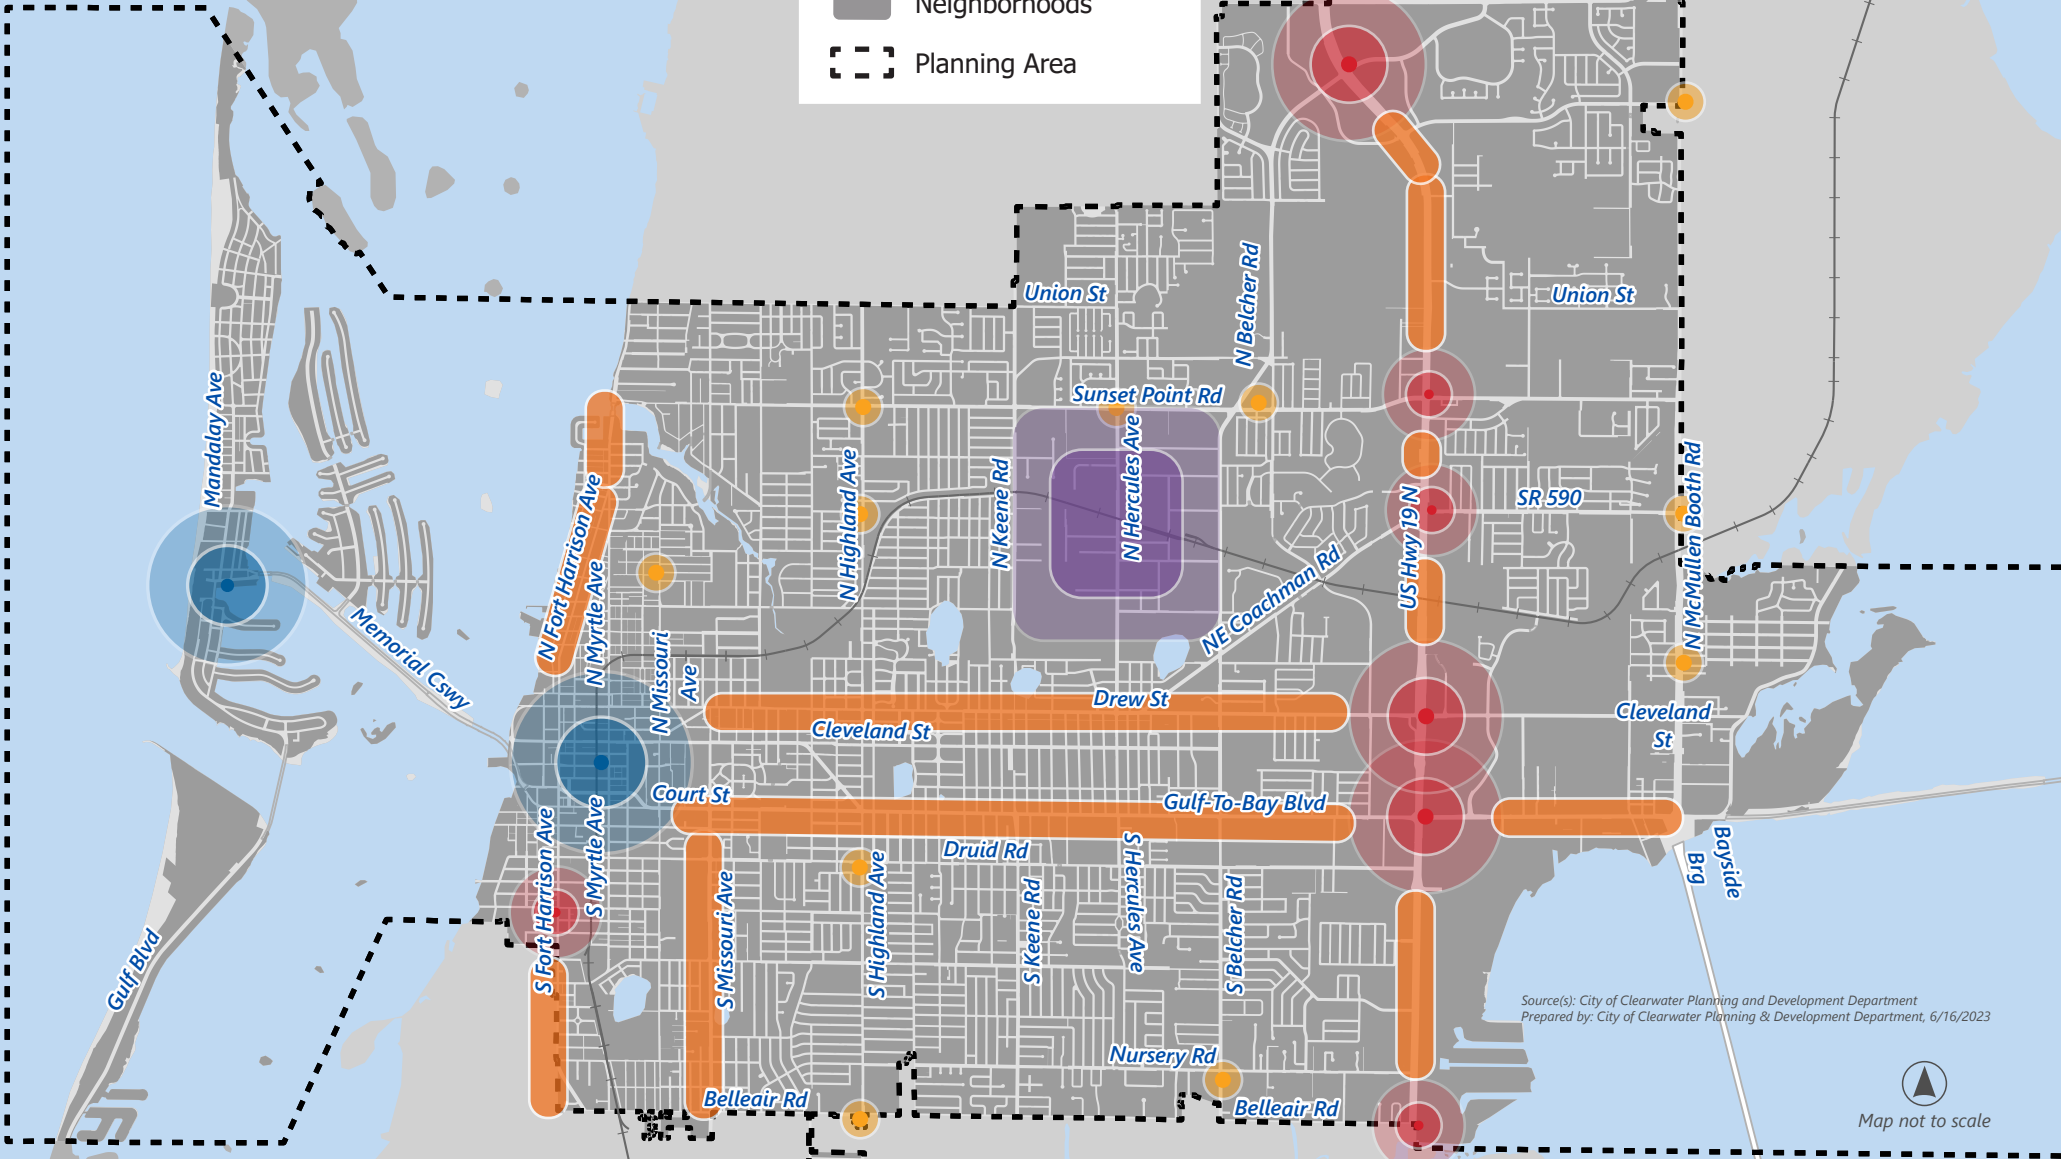 Neighborhoods
Planning Area
Union St
N Belcher Rd
Union St
Mandalay Ave
Sunset Point Rd
N Hercules Ave
N Highland Ave
N Keene Rd
N Fort Harrison Ave
N Myrtle Ave
US Hwy 19 N
SR 590
N McMullen Booth Rd
NE Coachman Rd
Memorial Cswy
N Missouri
Ave
Drew St
Cleveland St
Cleveland
St
Court St
Gulf-To-Bay Blvd
S Fort Harrison Ave
S Myrtle Ave
Druid Rd
S Missouri Ave
S Highland Ave
S Keene Rd
S Hercules Ave
S Belcher Rd
Bayside
Brg
Gulf Blvd
Source(s): City of Clearwater Planning and Development Department
Prepared by: City of Clearwater Planning & Development Department, 6/16/2023
Nursery Rd
Belleair Rd
Belleair Rd
Map not to scale